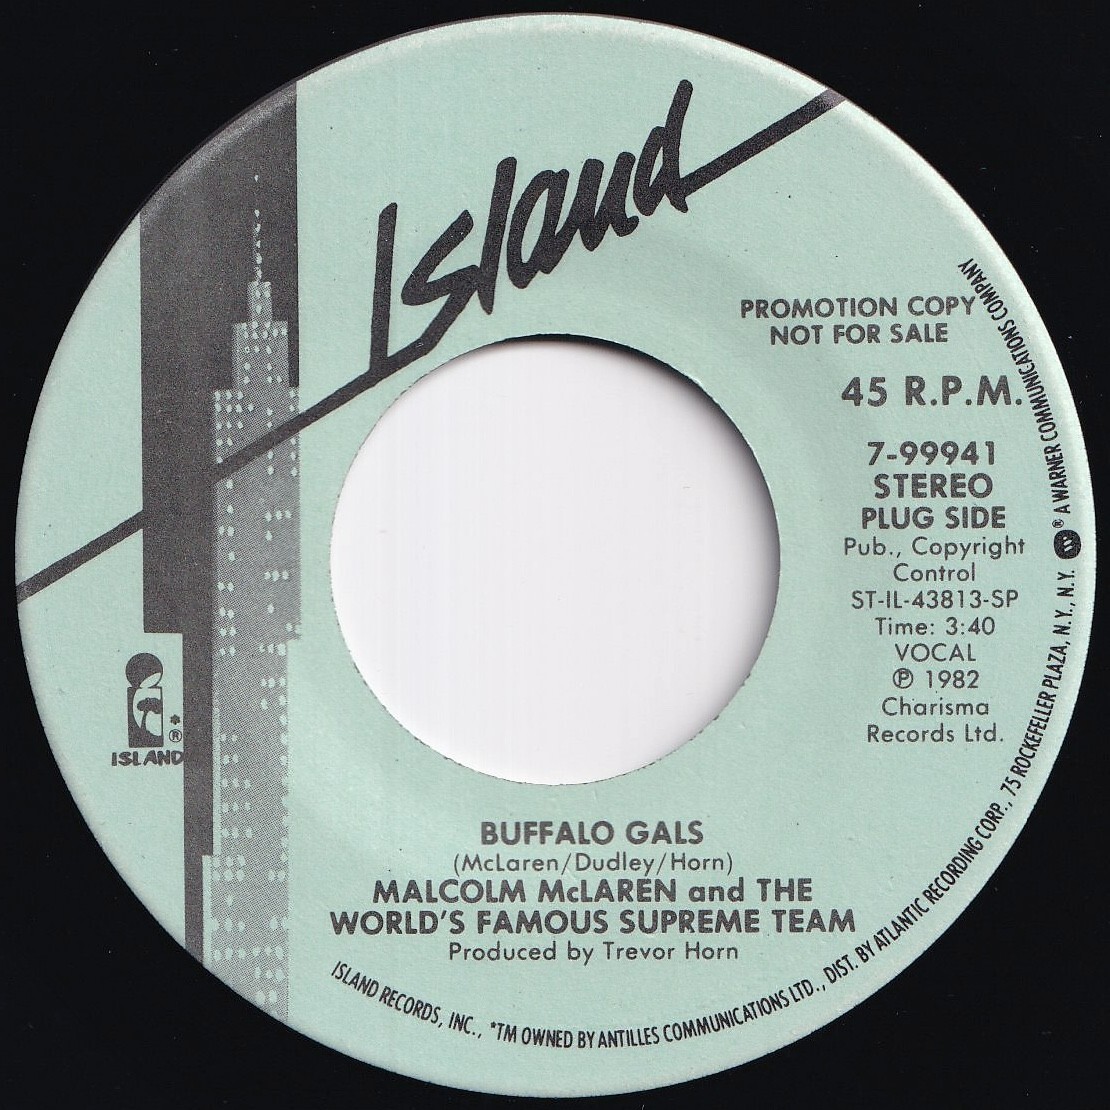 Island
PROMOTION COPY
NOT FOR SALE
45 R.P.M.
7-99941
STEREO
PLUG SIDE
Pub., Copyright
Control
ST-IL-43813-SP
Time: 3:40
VOCAL
℗ 1982
Charisma
Records Ltd.
*®
ISLAND
BUFFALO GALS
(McLaren/Dudley/Horn)
MALCOLM McLAREN and THE
WORLD'S FAMOUS SUPREME TEAM
Produced by Trevor Horn
ISLAND RECORDS, INC., *TM OWNED BY ANTILLES COMMUNICATIONS LTD., DIST. BY ATLANTIC RECORDING CORP., 75 ROCKEFELLER PLAZA, N.Y., N.Y. ® A WARNER COMMUNICATIONS COMPANY